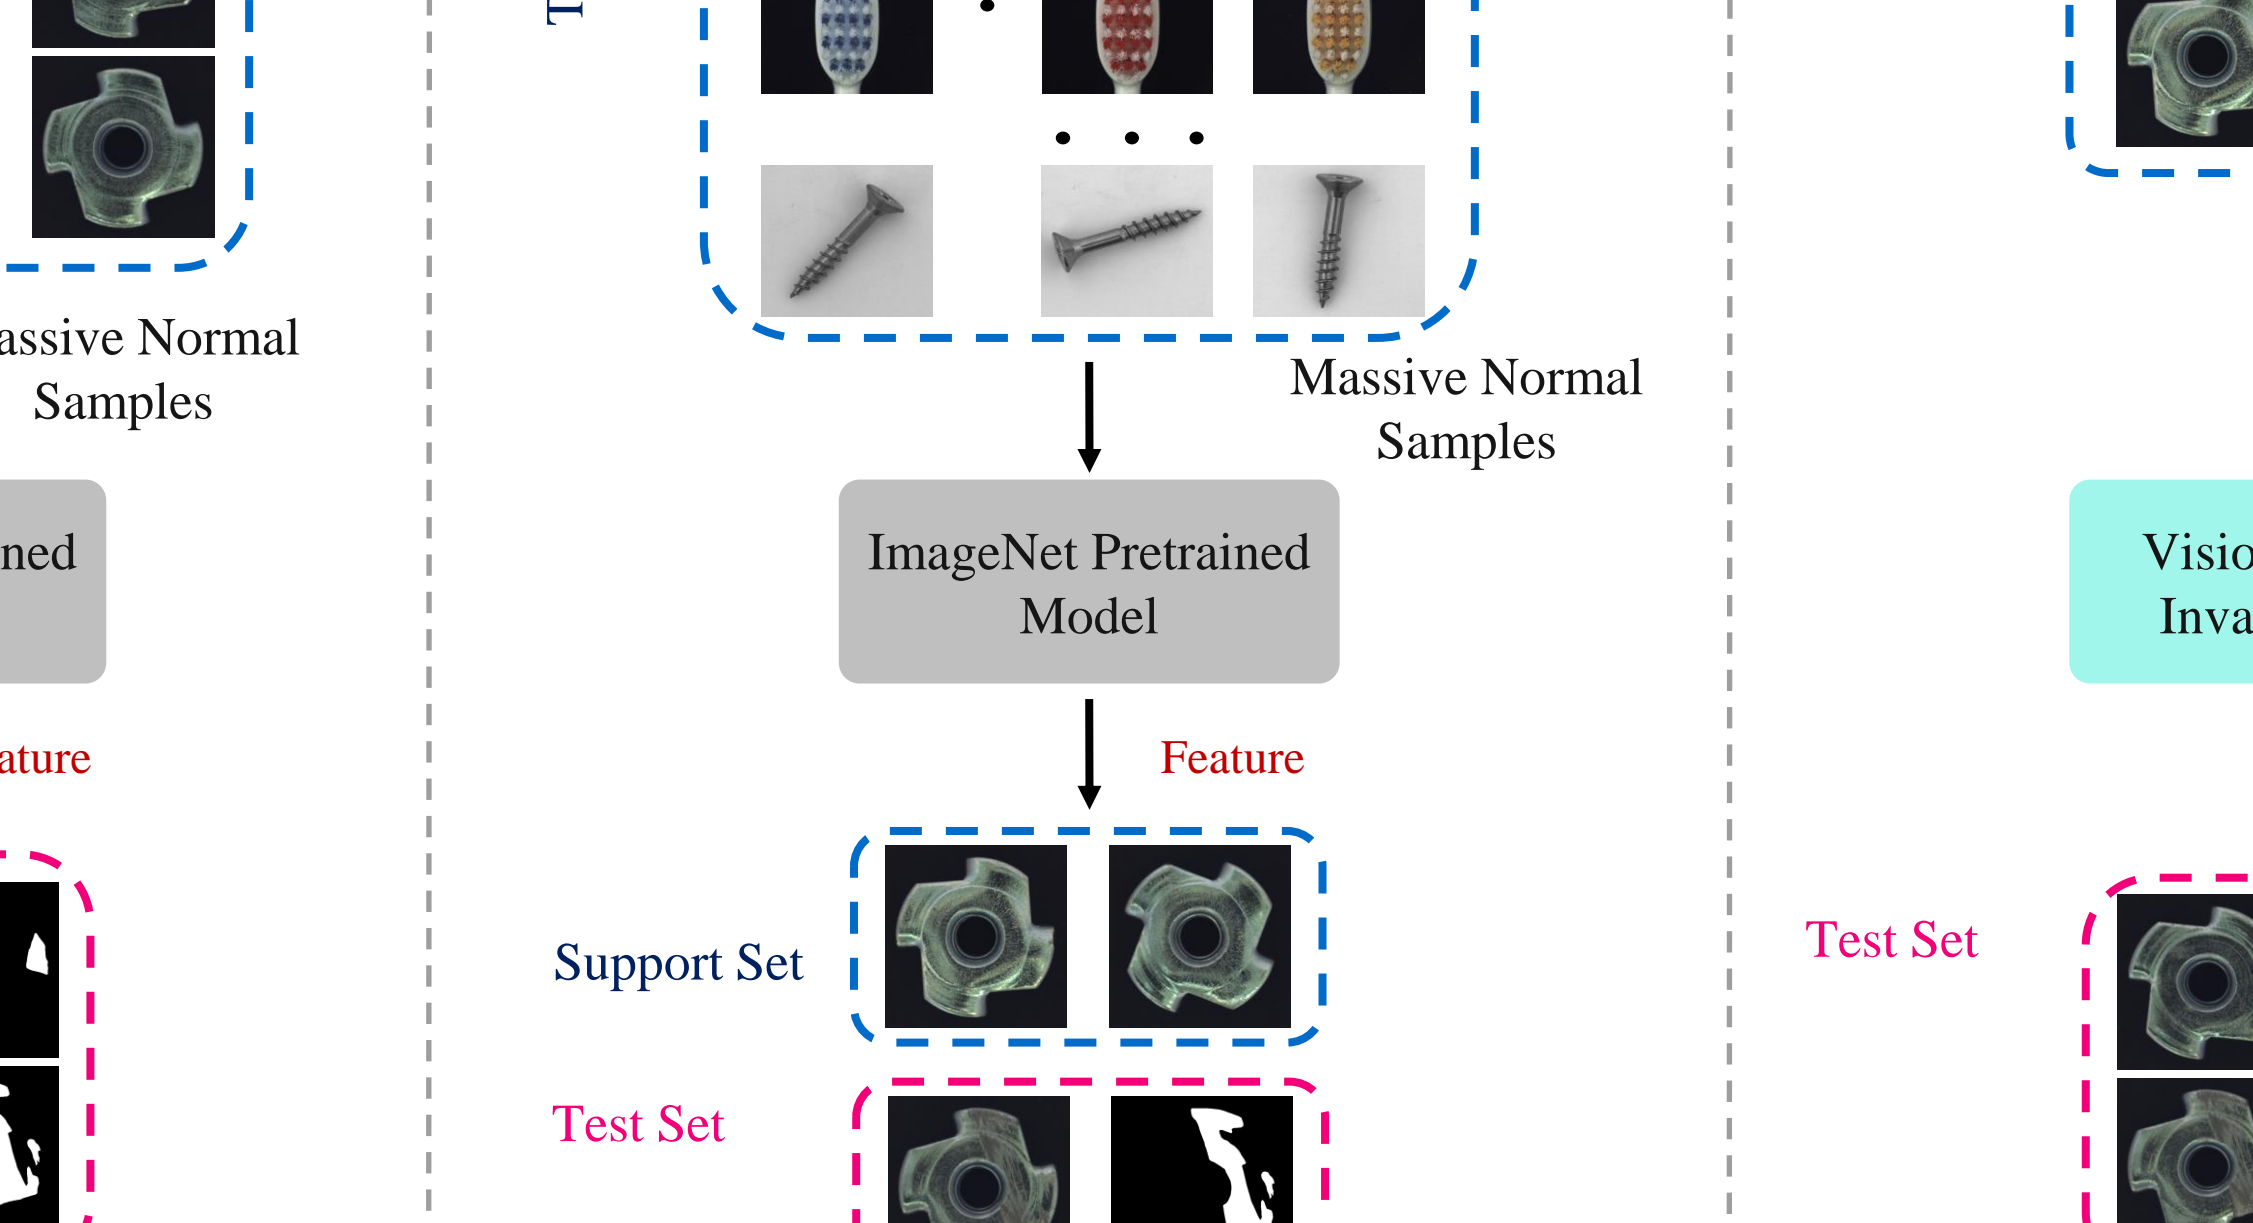 assive Normal
Samples
ned
ature
T
Massive Normal
Samples
ImageNet Pretrained
Model
Feature
Support Set
Test Set
Visio
Inva
Test Set